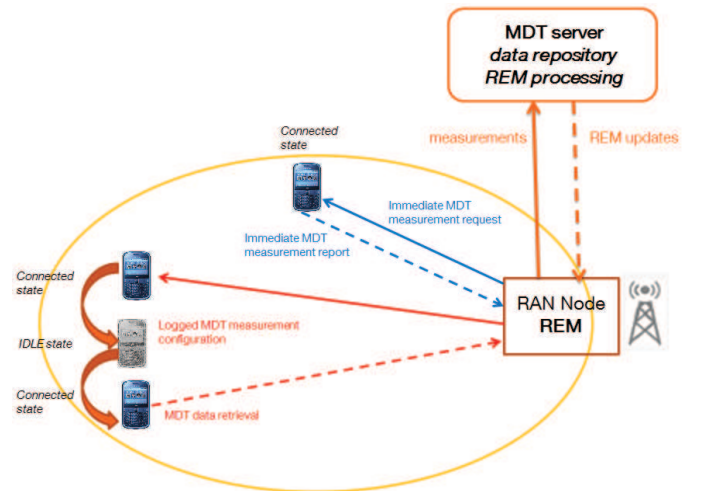 MDT server
data repository
REM processing
measurements
REM updates
Connected
state
Immediate MDT
measurement request
Immediate MDT
measurement report
Connected
state
RAN Node
REM
Logged MDT measurement
configuration
IDLE state
Connected
state
MDT data retrieval